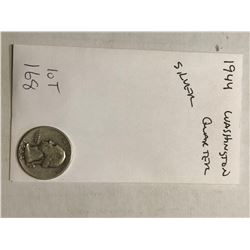 1944 WASHINGTON
SILVER QUARTER
LOT
168